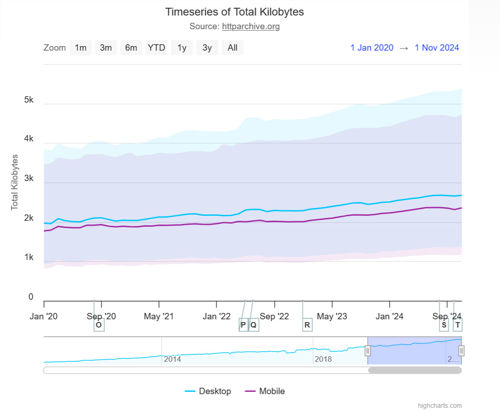 Timeseries of Total Kilobytes
Source: httparchive.org
Zoom 1m 3m 6m YTD 1y 3y All 1 Jan 2020 → 1 Nov 2024
5k
4k
3k
2k
1k
0
Total Kilobytes
O P Q R S T
Jan '20 Sep '20 May '21 Jan '22 Sep '22 May '23 Jan '24 Sep '24
2014 2018 2...
Desktop Mobile
highcharts.com